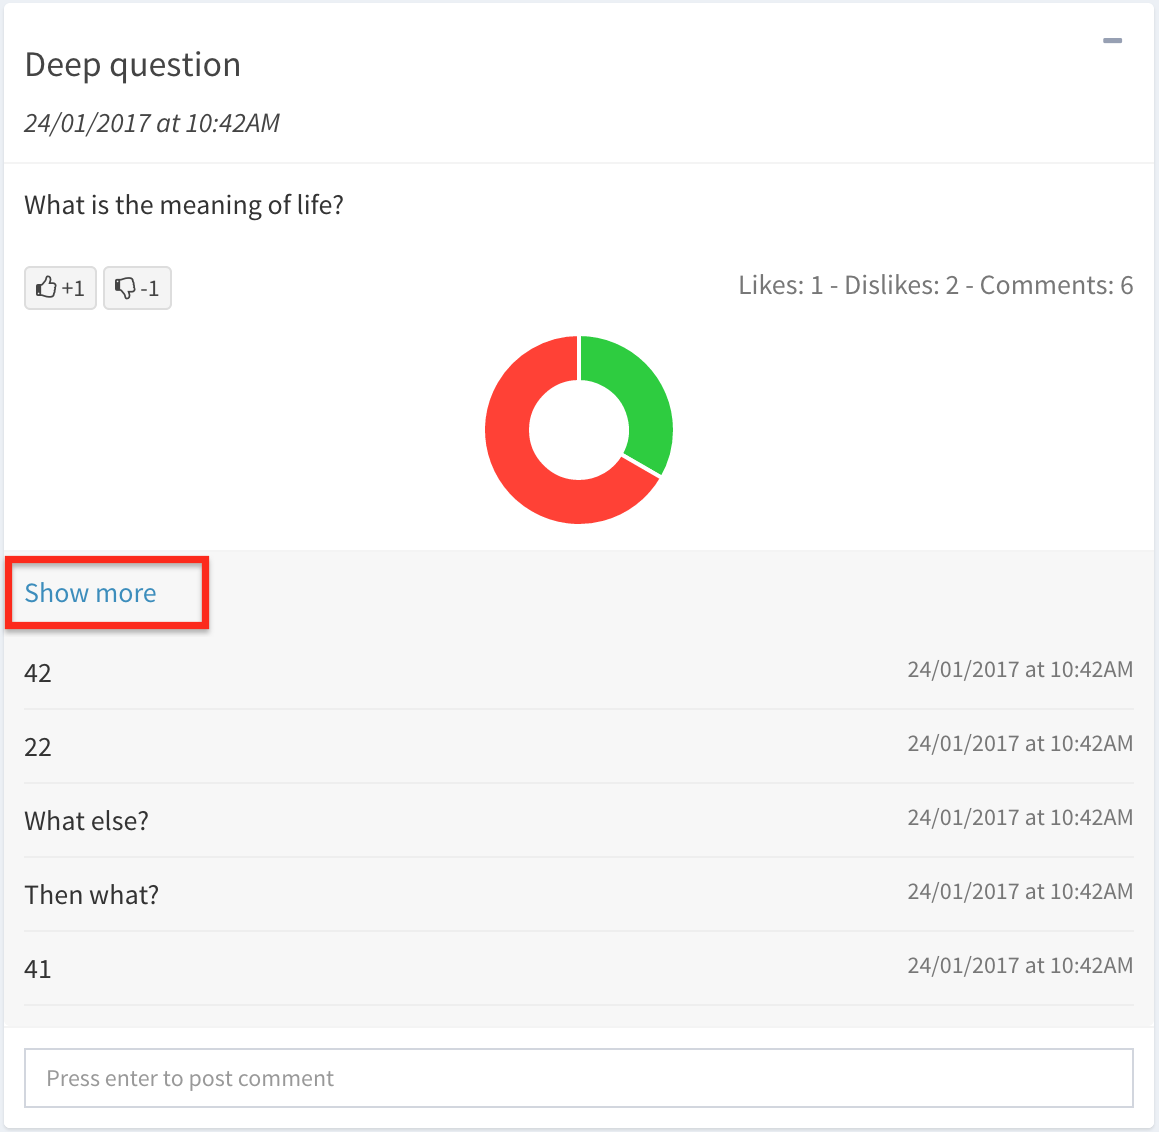 Deep question
24/01/2017 at 10:42AM
What is the meaning of life?
+1 -1 Likes: 1 - Dislikes: 2 - Comments: 6
Show more
42 24/01/2017 at 10:42AM
22 24/01/2017 at 10:42AM
What else? 24/01/2017 at 10:42AM
Then what? 24/01/2017 at 10:42AM
41 24/01/2017 at 10:42AM
Press enter to post comment